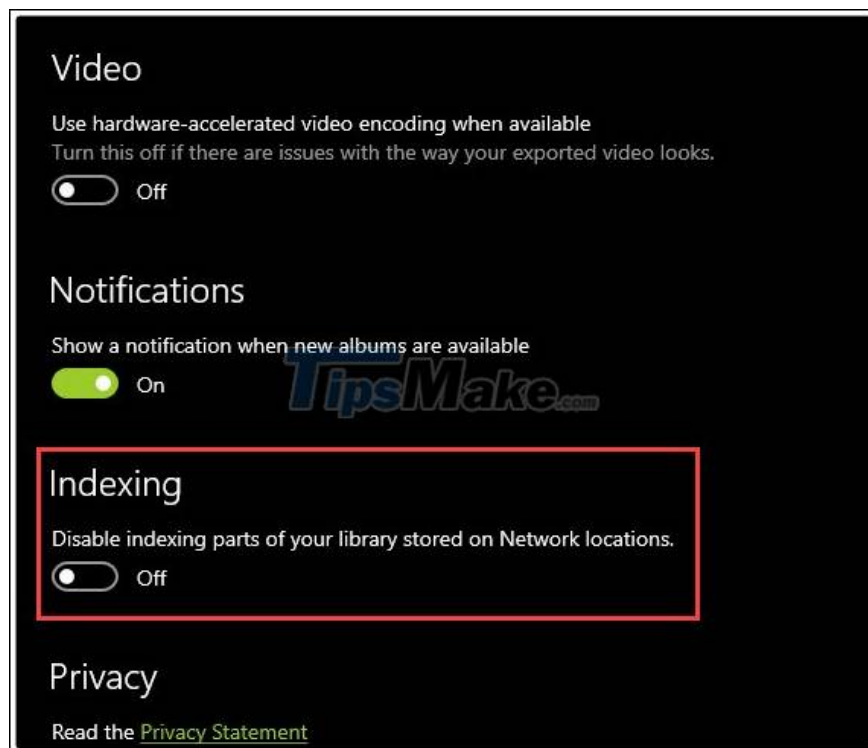 Video
Use hardware-accelerated video encoding when available
Turn this off if there are issues with the way your exported video looks.
Off
Notifications
Show a notification when new albums are available
On
TipsMake.com
Indexing
Disable indexing parts of your library stored on Network locations.
Off
Privacy
Read the Privacy Statement